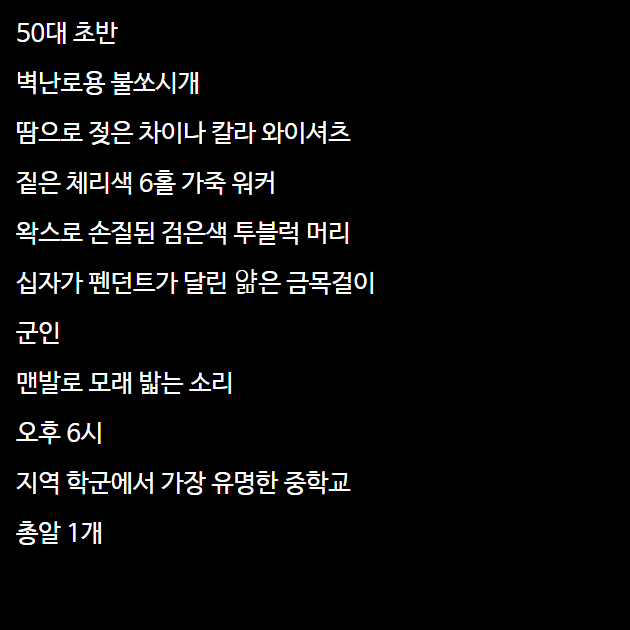 50대 초반
벽난로용 불쏘시개
땀으로 젖은 차이나 칼라 와이셔츠
짙은 체리색 6홀 가죽 워커
왁스로 손질된 검은색 투블럭 머리
십자가 펜던트가 달린 얆은 금목걸이
군인
맨발로 모래 밟는 소리
오후 6시
지역 학군에서 가장 유명한 중학교
총알 1개